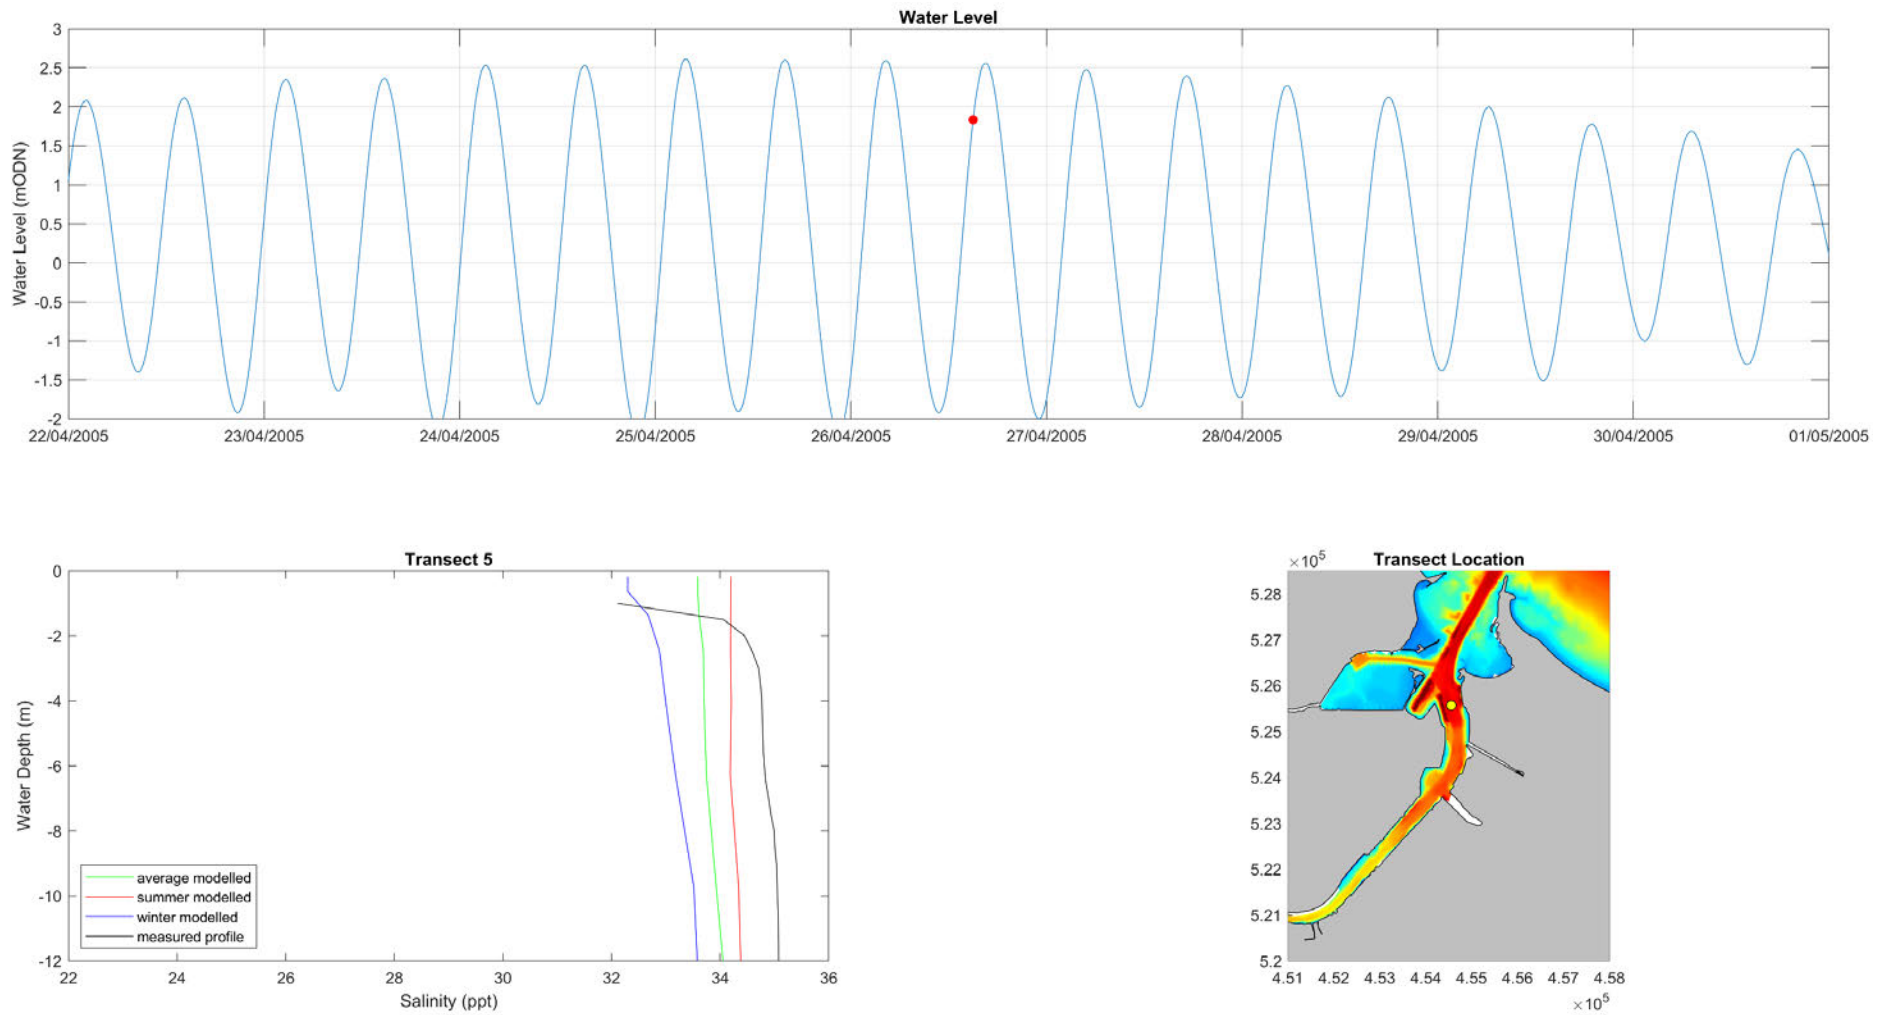 Water Level
3
2.5
2
1.5
1
0.5
0
-0.5
-1
-1.5
-2
Water Level (mODN)
22/04/2005 23/04/2005 24/04/2005 25/04/2005 26/04/2005 27/04/2005 28/04/2005 29/04/2005 30/04/2005 01/05/2005
Transect 5
0
-2
-4
-6
-8
-10
-12
Water Depth (m)
average modelled
summer modelled
winter modelled
measured profile
22 24 26 28 30 32 34 36
Salinity (ppt)
×10⁵
Transect Location
5.28
5.27
5.26
5.25
5.24
5.23
5.22
5.21
5.2
4.51 4.52 4.53 4.54 4.55 4.56 4.57 4.58
×10⁵